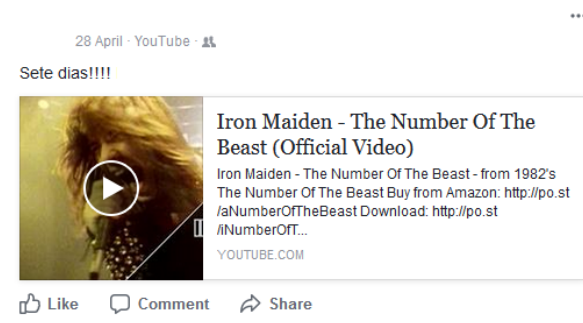 28 April · YouTube ·
Sete dias!!!!
Iron Maiden - The Number Of The
Beast (Official Video)
Iron Maiden - The Number Of The Beast - from 1982's
The Number Of The Beast Buy from Amazon: http://po.st
/aNumberOfTheBeast Download: http://po.st
/iNumberOfT...
YOUTUBE.COM
Like Comment Share